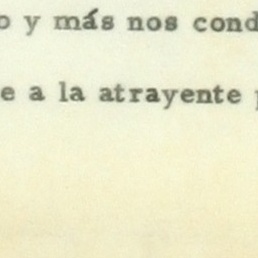 o y más nos cond
e a la atrayente p